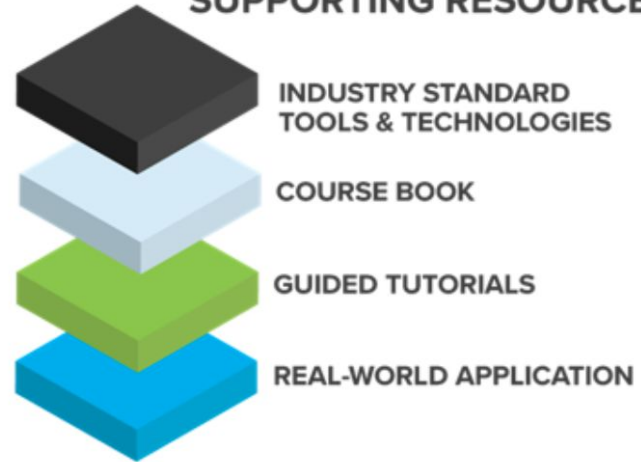 SUPPORTING RESOURCE
INDUSTRY STANDARD
TOOLS & TECHNOLOGIES
COURSE BOOK
GUIDED TUTORIALS
REAL-WORLD APPLICATION